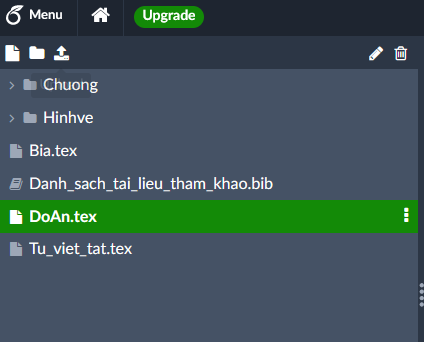 Menu Upgrade
Chuong
Hinhve
Bia.tex
Danh_sach_tai_lieu_tham_khao.bib
DoAn.tex
Tu_viet_tat.tex